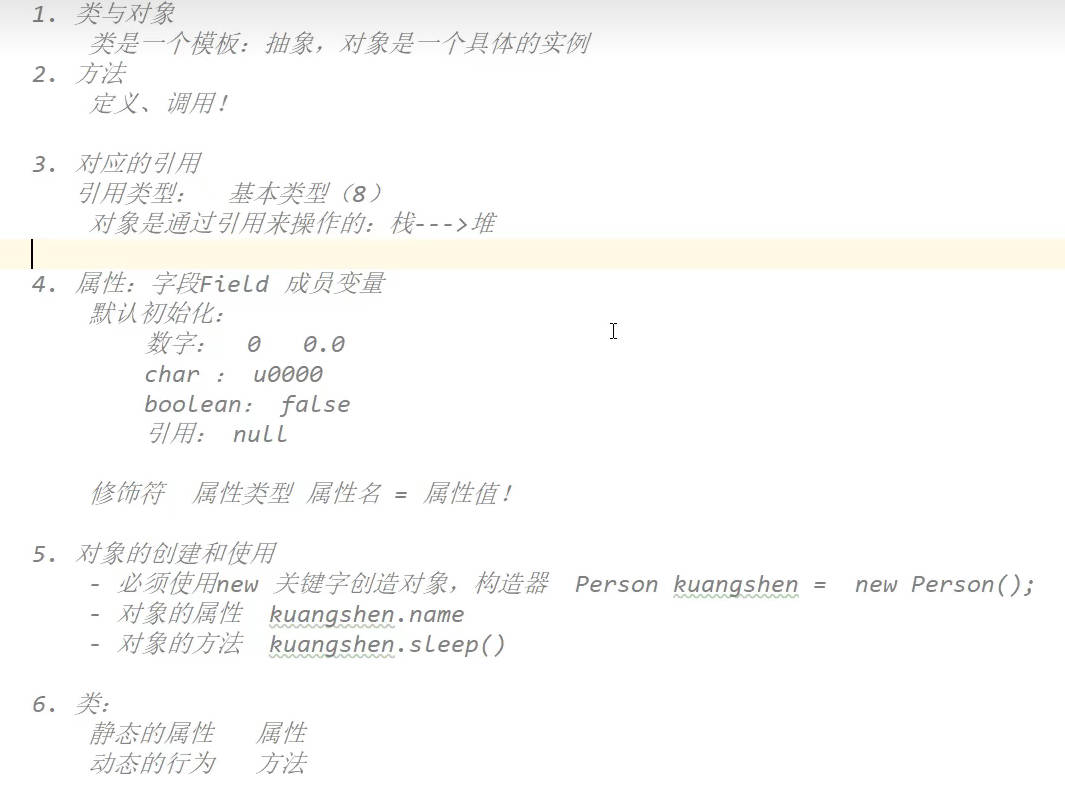 1. 类与对象
类是一个模板：抽象，对象是一个具体的实例
2. 方法
定义、调用！
3. 对应的引用
引用类型： 基本类型（8）
对象是通过引用来操作的：栈--->堆
4. 属性：字段Field 成员变量
默认初始化：
数字： 0 0.0
char : u0000
boolean： false
引用： null
修饰符 属性类型 属性名 = 属性值！
5. 对象的创建和使用
- 必须使用new 关键字创造对象，构造器 Person kuangshen = new Person();
- 对象的属性 kuangshen.name
- 对象的方法 kuangshen.sleep()
6. 类：
静态的属性 属性
动态的行为 方法